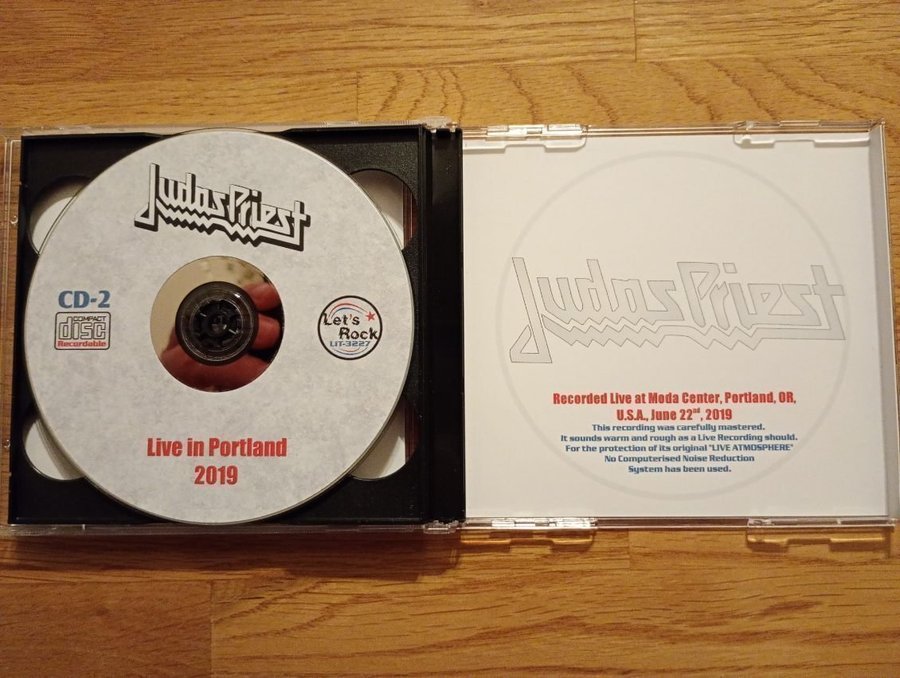 Judas Priest
CD-2
COMPACT
disc
Recordable
Let's
Rock
LIT-3227
Live in Portland
2019
Judas Priest
Recorded Live at Moda Center, Portland, OR,
U.S.A., June 22nd, 2019
This recording was carefully mastered.
It sounds warm and rough as a Live Recording should.
For the protection of its original "LIVE ATMOSPHERE"
No Computerised Noise Reduction
System has been used.